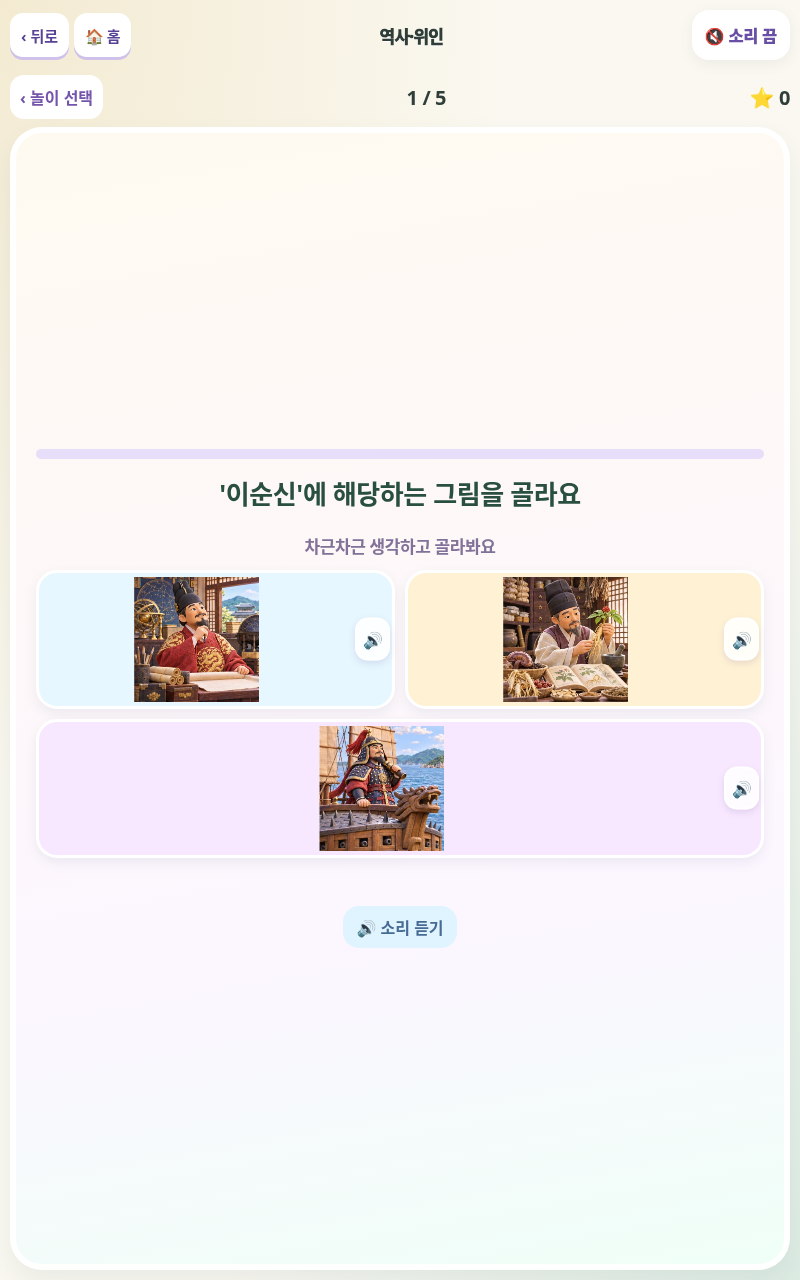 ‹ 뒤로 🏠 홈 역사·위인 🔇 소리 끔
‹ 놀이 선택 1 / 5 ⭐ 0
'이순신'에 해당하는 그림을 골라요
차근차근 생각하고 골라봐요
🔊 소리 듣기